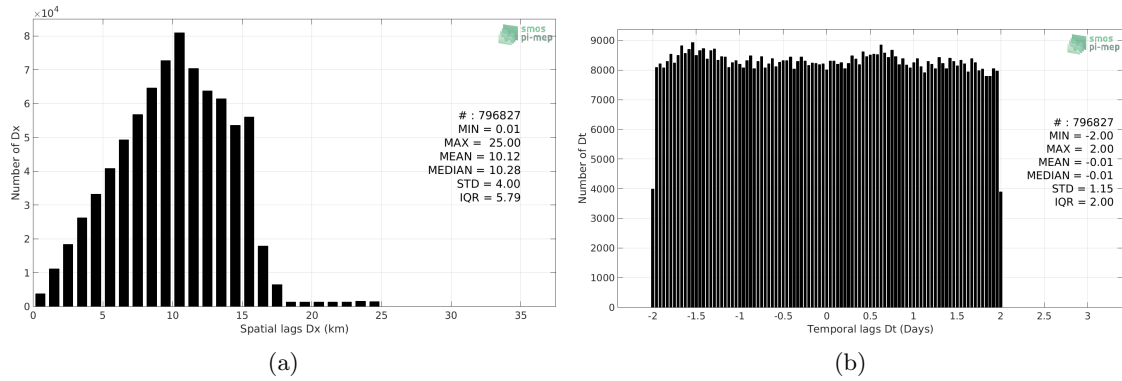 ×10⁴
8
7
6
5
4
3
2
1
0
Number of Dx
smos
pi-mep
# : 796827
MIN = 0.01
MAX = 25.00
MEAN = 10.12
MEDIAN = 10.28
STD = 4.00
IQR = 5.79
0 5 10 15 20 25 30 35
Spatial lags Dx (km)
(a)
9000
8000
7000
6000
5000
4000
3000
2000
1000
0
Number of Dt
smos
pi-mep
# : 796827
MIN = -2.00
MAX = 2.00
MEAN = -0.01
MEDIAN = -0.01
STD = 1.15
IQR = 2.00
-2 -1.5 -1 -0.5 0 0.5 1 1.5 2 2.5 3
Temporal lags Dt (Days)
(b)